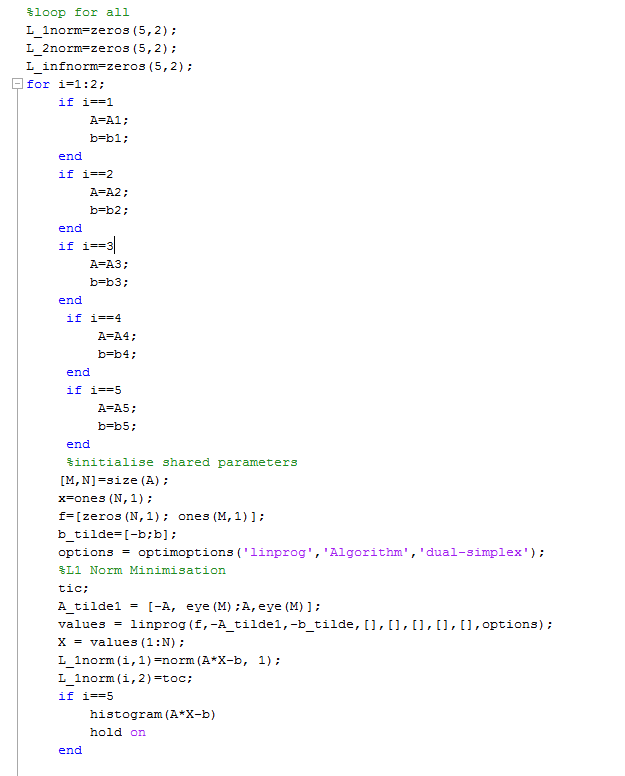 %loop for all
L_1norm=zeros(5,2);
L_2norm=zeros(5,2);
L_infnorm=zeros(5,2);
for i=1:2;
    if i==1
        A=A1;
        b=b1;
    end
    if i==2
        A=A2;
        b=b2;
    end
    if i==3
        A=A3;
        b=b3;
    end
     if i==4
         A=A4;
         b=b4;
     end
     if i==5
         A=A5;
         b=b5;
     end
     %initialise shared parameters
    [M,N]=size(A);
    x=ones(N,1);
    f=[zeros(N,1); ones(M,1)];
    b_tilde=[-b;b];
    options = optimoptions('linprog','Algorithm','dual-simplex');
    %L1 Norm Minimisation
    tic;
    A_tilde1 = [-A, eye(M);A,eye(M)];
    values = linprog(f,-A_tilde1,-b_tilde,[],[],[],[],[],options);
    X = values(1:N);
    L_1norm(i,1)=norm(A*X-b, 1);
    L_1norm(i,2)=toc;
    if i==5
        histogram(A*X-b)
        hold on
    end